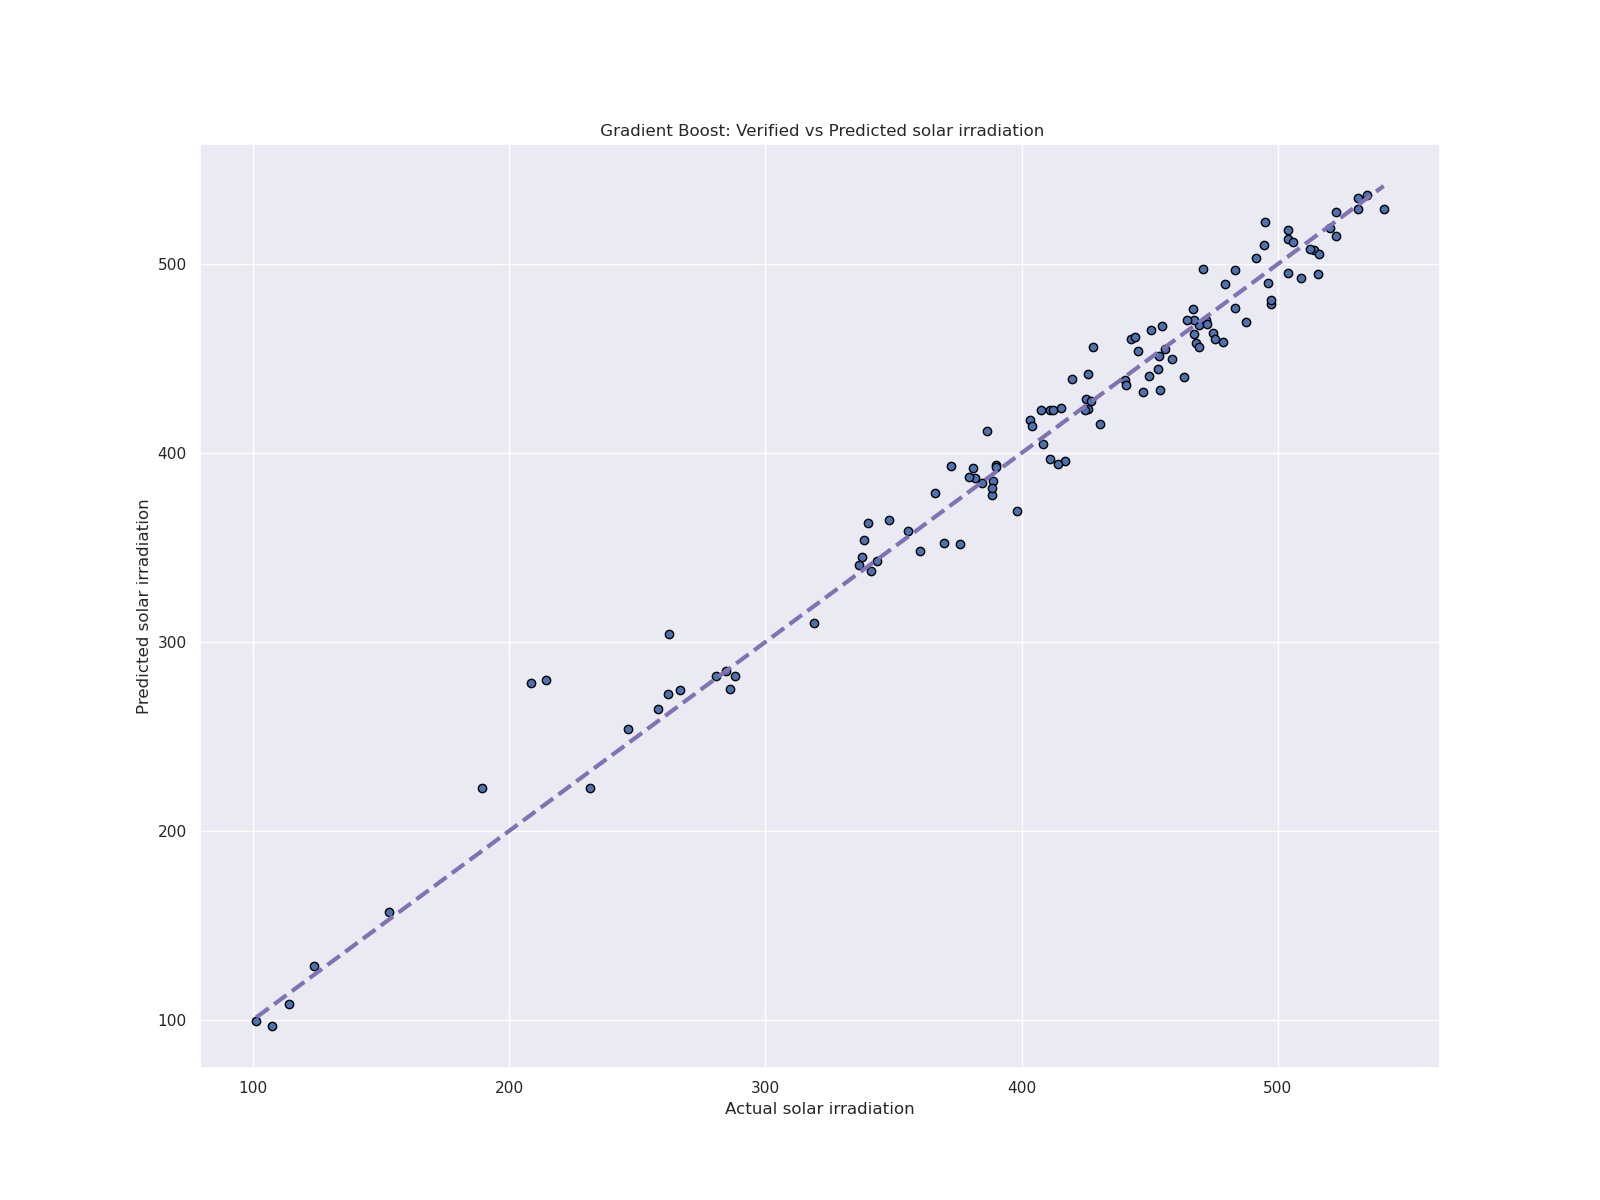 Gradient Boost: Verified vs Predicted solar irradiation
Predicted solar irradiation
500
400
300
200
100
100 200 300 400 500
Actual solar irradiation